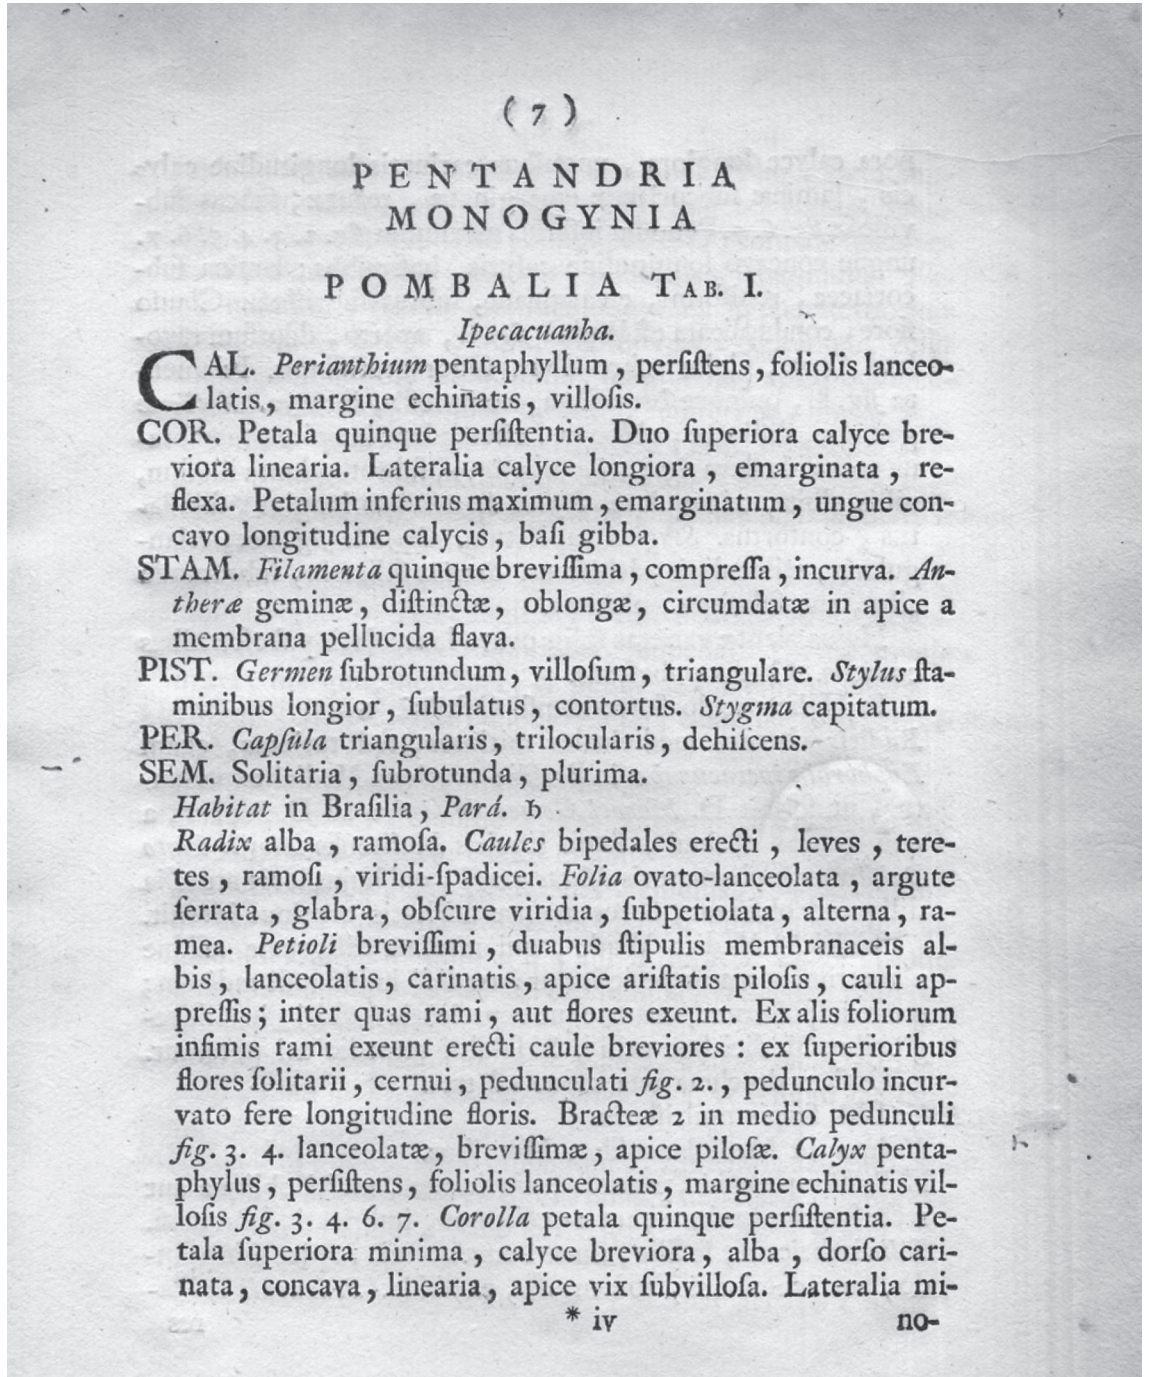 ( 7 )
PENTANDRIA
MONOGYNIA
POMBALIA TAB. I.
Ipecacuanha.
CAL. Perianthium pentaphyllum , perſiſtens , foliolis lanceo-
latis , margine echinatis , villoſis.
COR. Petala quinque perſiſtentia. Duo ſuperiora calyce bre-
viora linearia. Lateralia calyce longiora , emarginata , re-
flexa. Petalum inferius maximum , emarginatum , ungue con-
cavo longitudine calycis , baſi gibba.
STAM. Filamenta quinque breviſſima , compreſſa , incurva. An-
theræ geminæ , diſtinctæ , oblongæ , circumdatæ in apice a
membrana pellucida flava.
PIST. Germen ſubrotundum , villoſum , triangulare. Stylus ſta-
minibus longior , ſubulatus , contortus. Stygma capitatum.
PER. Capſula triangularis , trilocularis , dehiſcens.
SEM. Solitaria , ſubrotunda , plurima.
Habitat in Braſilia , Pará. ♄
Radix alba , ramoſa. Caules bipedales erecti , leves , tere-
tes , ramoſi , viridi-ſpadicei. Folia ovato-lanceolata , argute
ſerrata , glabra , obſcure viridia , ſubpetiolata , alterna , ra-
mea. Petioli breviſſimi , duabus ſtipulis membranaceis al-
bis , lanceolatis , carinatis , apice ariſtatis piloſis , cauli ap-
preſſis ; inter quas rami , aut flores exeunt. Ex alis foliorum
infimis rami exeunt erecti caule breviores : ex ſuperioribus
flores ſolitarii , cernui , pedunculati fig. 2. , pedunculo incur-
vato fere longitudine floris. Bracteæ 2 in medio pedunculi
fig. 3. 4. lanceolatæ , breviſſimæ , apice piloſæ. Calyx penta-
phylus , perſiſtens , foliolis lanceolatis , margine echinatis vil-
loſis fig. 3. 4. 6. 7. Corolla petala quinque perſiſtentia. Pe-
tala ſuperiora minima , calyce breviora , alba , dorſo cari-
nata , concava , linearia , apice vix ſubvilloſa. Lateralia mi-
* iv no-